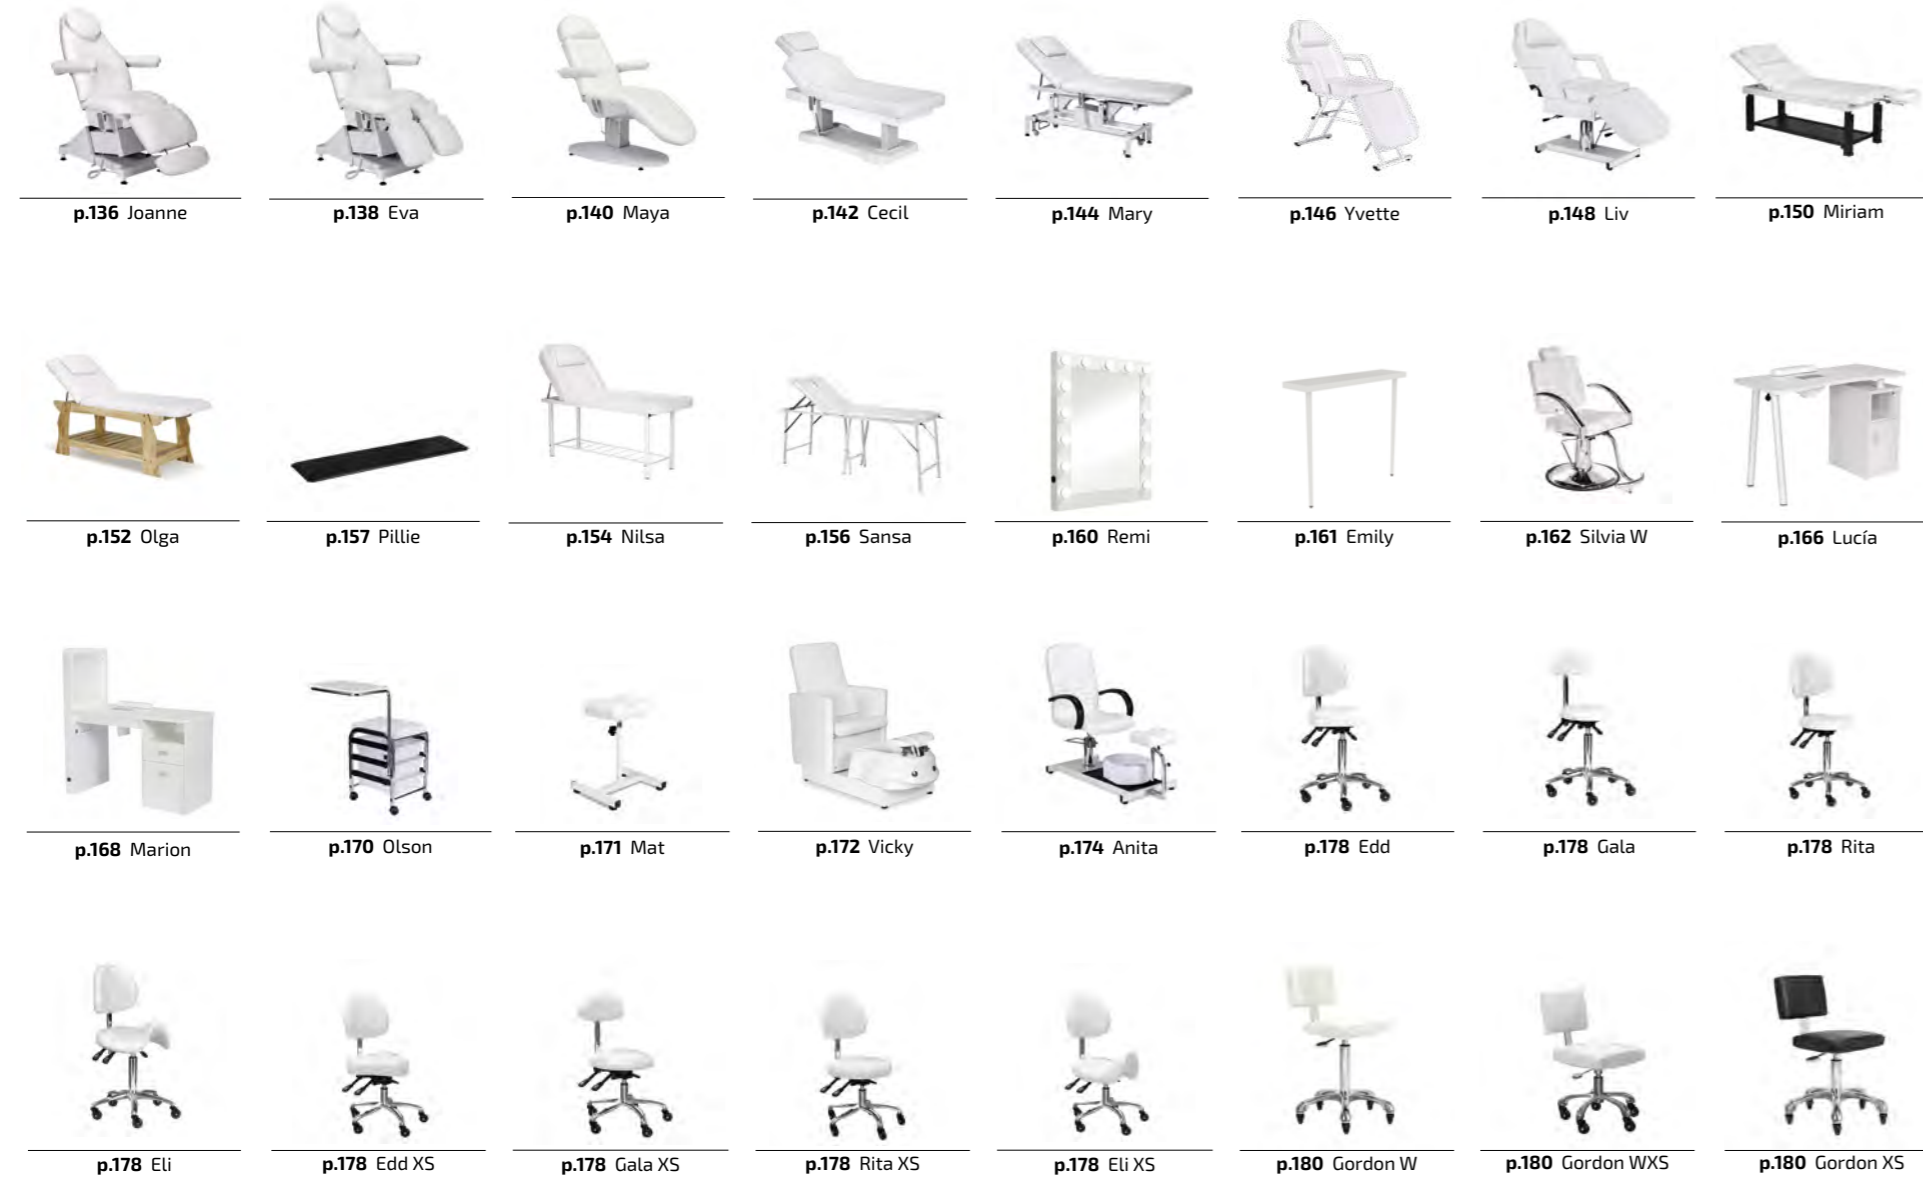 p.136 Joanne
p.138 Eva
p.140 Maya
p.142 Cecil
p.144 Mary
p.146 Yvette
p.148 Liv
p.150 Miriam
p.152 Olga
p.157 Pillie
p.154 Nilsa
p.156 Sansa
p.160 Remi
p.161 Emily
p.162 Silvia W
p.166 Lucía
p.168 Marion
p.170 Olson
p.171 Mat
p.172 Vicky
p.174 Anita
p.178 Edd
p.178 Gala
p.178 Rita
p.178 Eli
p.178 Edd XS
p.178 Gala XS
p.178 Rita XS
p.178 Eli XS
p.180 Gordon W
p.180 Gordon WXS
p.180 Gordon XS